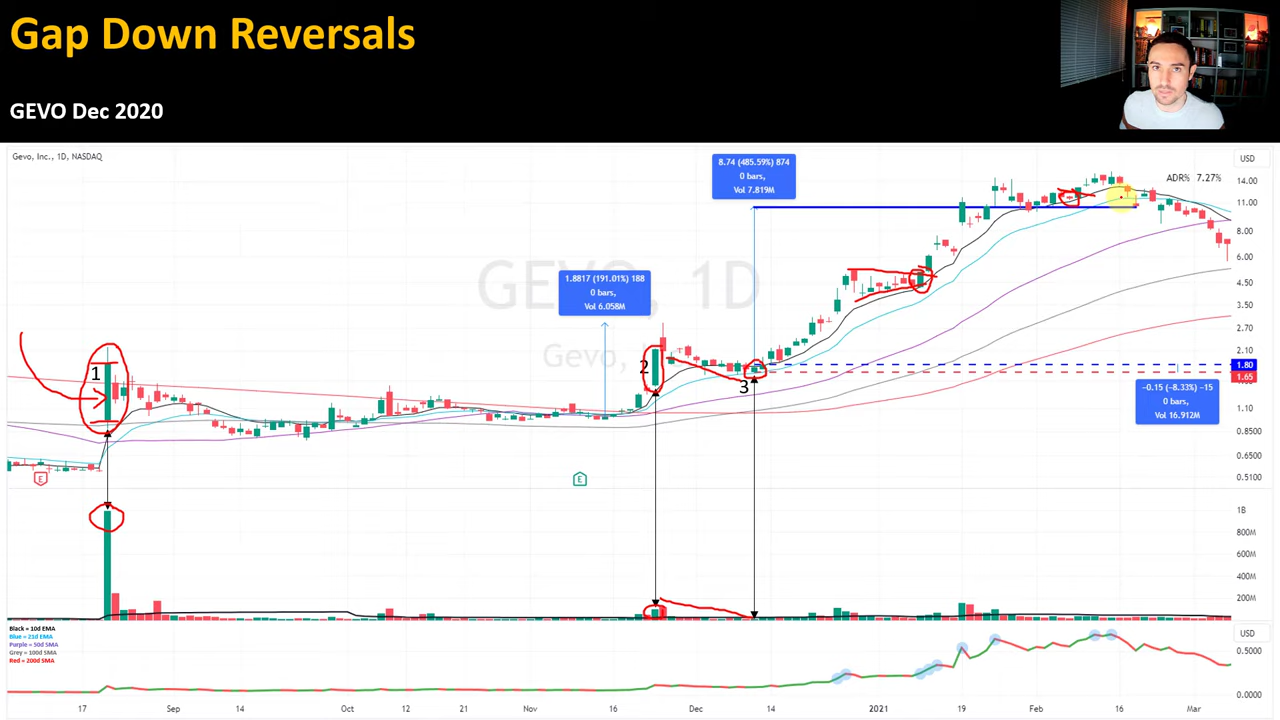 Gap Down Reversals
GEVO Dec 2020
Gevo, Inc., 1D, NASDAQ
8.74 (485.59%) 874
0 bars,
Vol 7.819M
USD
ADR% 7.27%
14.00
11.00
8.00
6.00
4.50
3.50
2.70
2.10
1.80
1.65
1.10
0.8500
0.6500
0.5100
GEVO, 1D
Gevo, Inc.
1.8817 (191.01%) 188
0 bars,
Vol 6.058M
1
2
3
−0.15 (−8.33%) −15
0 bars,
Vol 16.912M
E
E
1B
800M
600M
400M
200M
Black = 10d EMA
Blue = 21d EMA
Purple = 50d SMA
Grey = 100d SMA
Red = 200d SMA
USD
0.5000
0.0000
17
Sep
14
Oct
12
21
Nov
16
Dec
14
2021
19
Feb
16
Mar